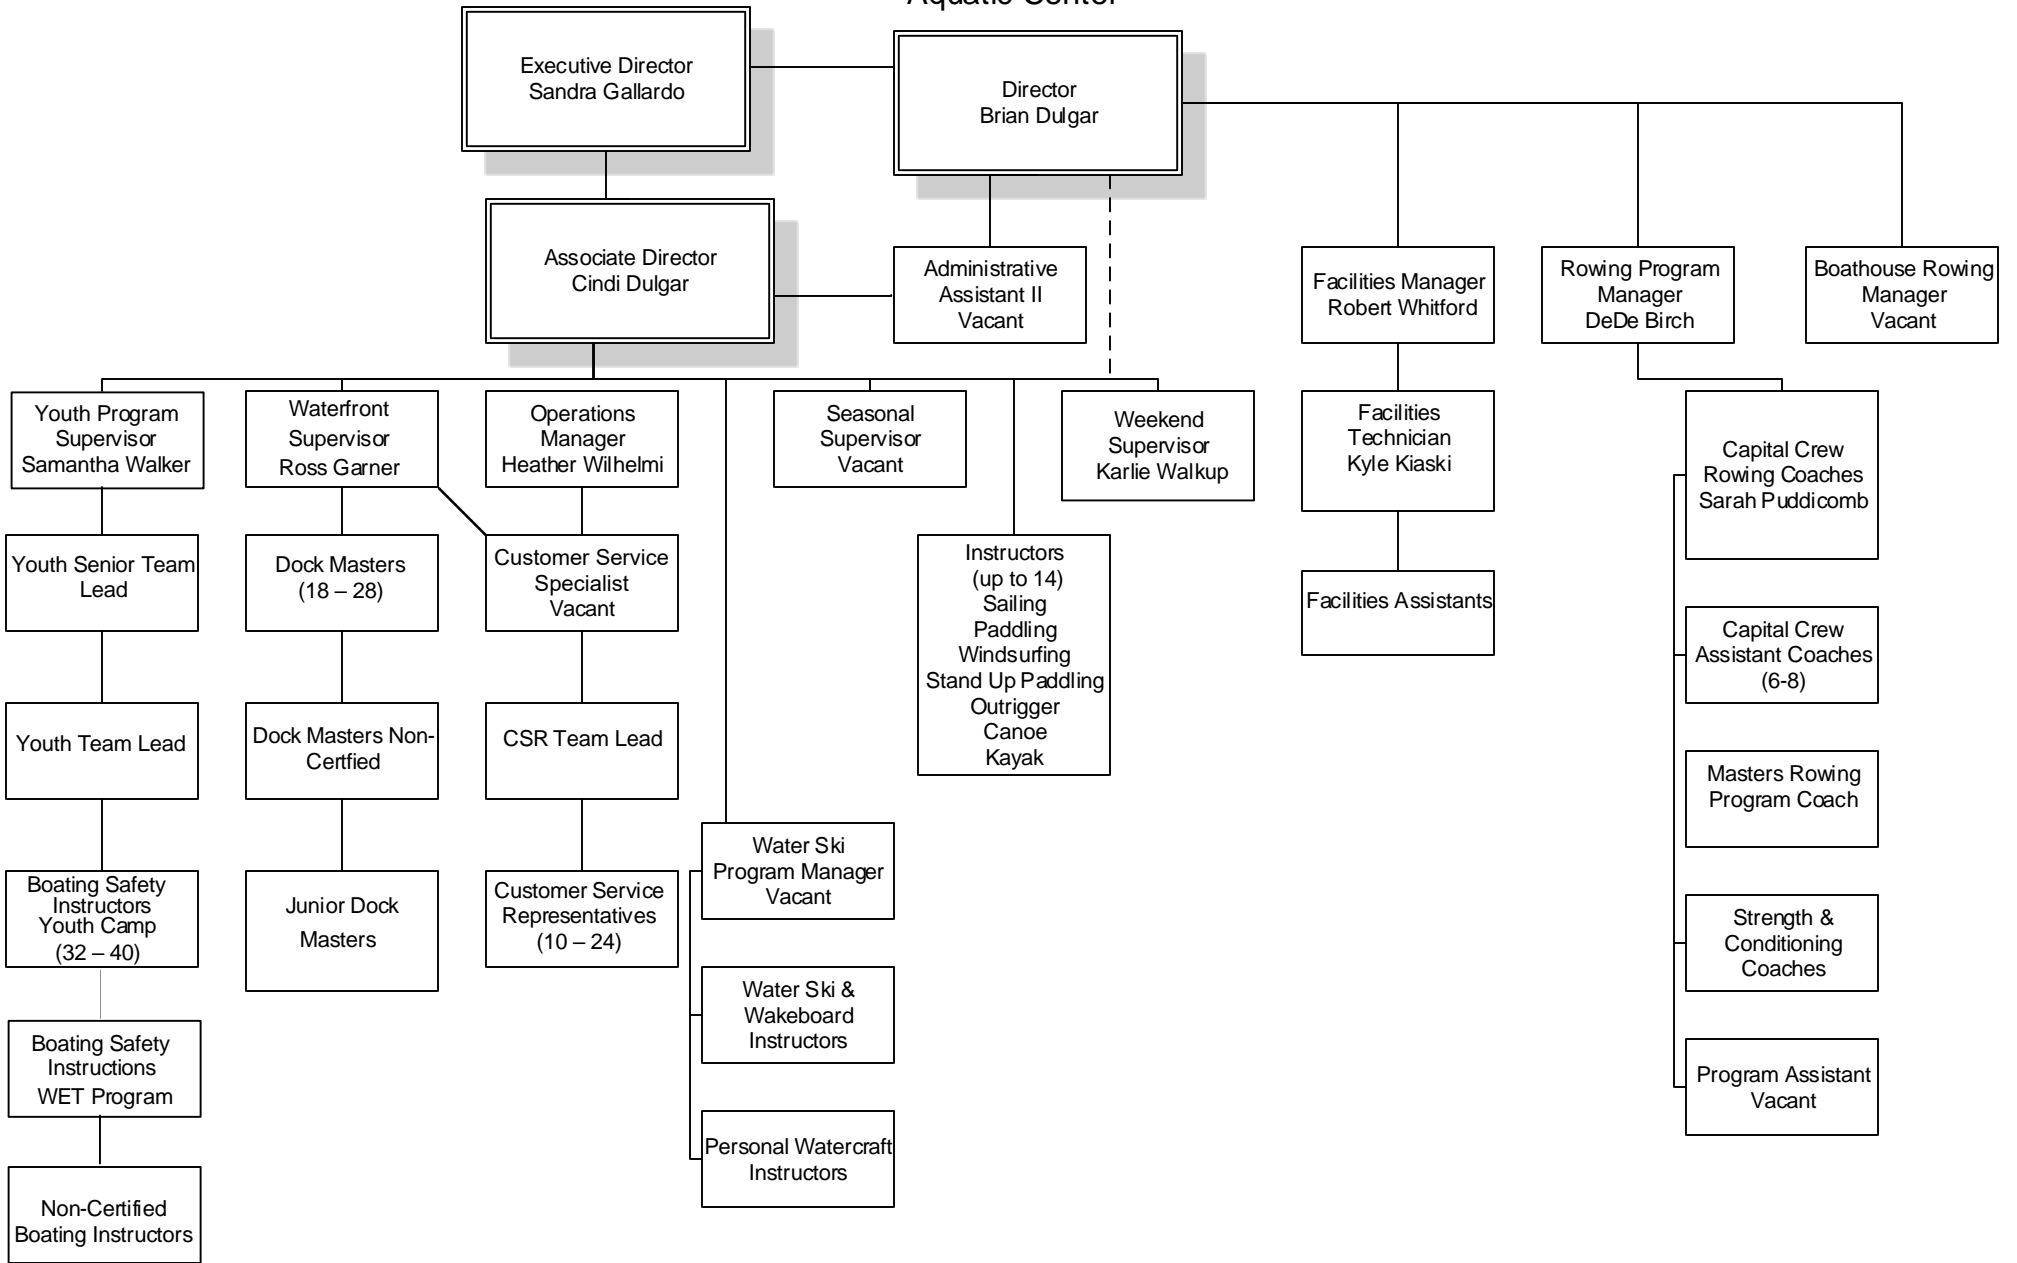 Aquatic Center
Executive Director
Sandra Gallardo
Director
Brian Dulgar
Associate Director
Cindi Dulgar
Administrative
Assistant II
Vacant
Facilities Manager
Robert Whitford
Rowing Program
Manager
DeDe Birch
Boathouse Rowing
Manager
Vacant
Youth Program
Supervisor
Samantha Walker
Waterfront
Supervisor
Ross Garner
Operations
Manager
Heather Wilhelmi
Seasonal
Supervisor
Vacant
Weekend
Supervisor
Karlie Walkup
Facilities
Technician
Kyle Kiaski
Capital Crew
Rowing Coaches
Sarah Puddicomb
Youth Senior Team
Lead
Dock Masters
(18 – 28)
Customer Service
Specialist
Vacant
Instructors
(up to 14)
Sailing
Paddling
Windsurfing
Stand Up Paddling
Outrigger
Canoe
Kayak
Facilities Assistants
Capital Crew
Assistant Coaches
(6-8)
Youth Team Lead
Dock Masters Non-
Certfied
CSR Team Lead
Masters Rowing
Program Coach
Water Ski
Program Manager
Vacant
Boating Safety
Instructors
Youth Camp
(32 – 40)
Junior Dock
Masters
Customer Service
Representatives
(10 – 24)
Strength &
Conditioning
Coaches
Water Ski &
Wakeboard
Instructors
Boating Safety
Instructions
WET Program
Program Assistant
Vacant
Personal Watercraft
Instructors
Non-Certified
Boating Instructors